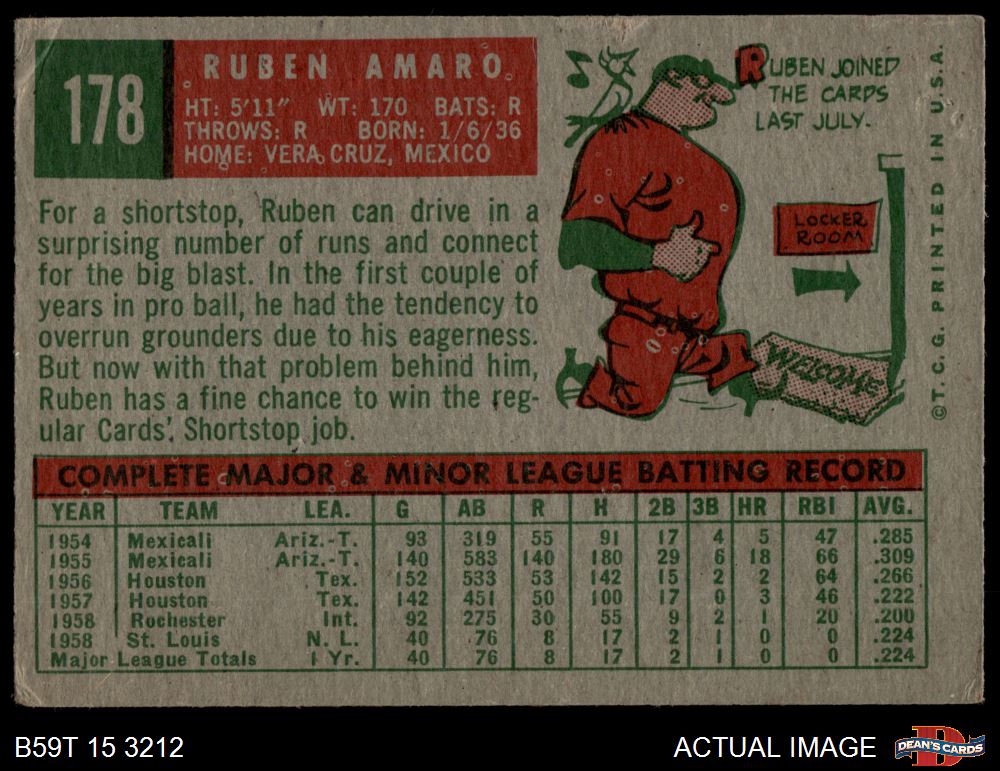 178
RUBEN AMARO
HT: 5'11" WT: 170 BATS: R
THROWS: R BORN: 1/6/36
HOME: VERA CRUZ, MEXICO
For a shortstop, Ruben can drive in a
surprising number of runs and connect
for the big blast. In the first couple of
years in pro ball, he had the tendency to
overrun grounders due to his eagerness.
But now with that problem behind him,
Ruben has a fine chance to win the reg-
ular Cards' Shortstop job.
RUBEN JOINED
THE CARDS
LAST JULY.
LOCKER
ROOM
WELCOME
©T. C. G. PRINTED IN U.S.A.
COMPLETE MAJOR & MINOR LEAGUE BATTING RECORD
YEAR TEAM LEA. G AB R H 2B 3B HR RBI AVG.
1954 Mexicali Ariz.-T. 93 319 55 91 17 4 5 47 .285
1955 Mexicali Ariz.-T. 140 583 140 180 29 6 18 66 .309
1956 Houston Tex. 152 533 53 142 15 2 2 64 .266
1957 Houston Tex. 142 451 50 100 17 0 3 46 .222
1958 Rochester Int. 92 275 30 55 9 2 1 20 .200
1958 St. Louis N. L. 40 76 8 17 2 1 0 0 .224
Major League Totals 1 Yr. 40 76 8 17 2 1 0 0 .224
B59T 15 3212
ACTUAL IMAGE
DEAN'S CARDS